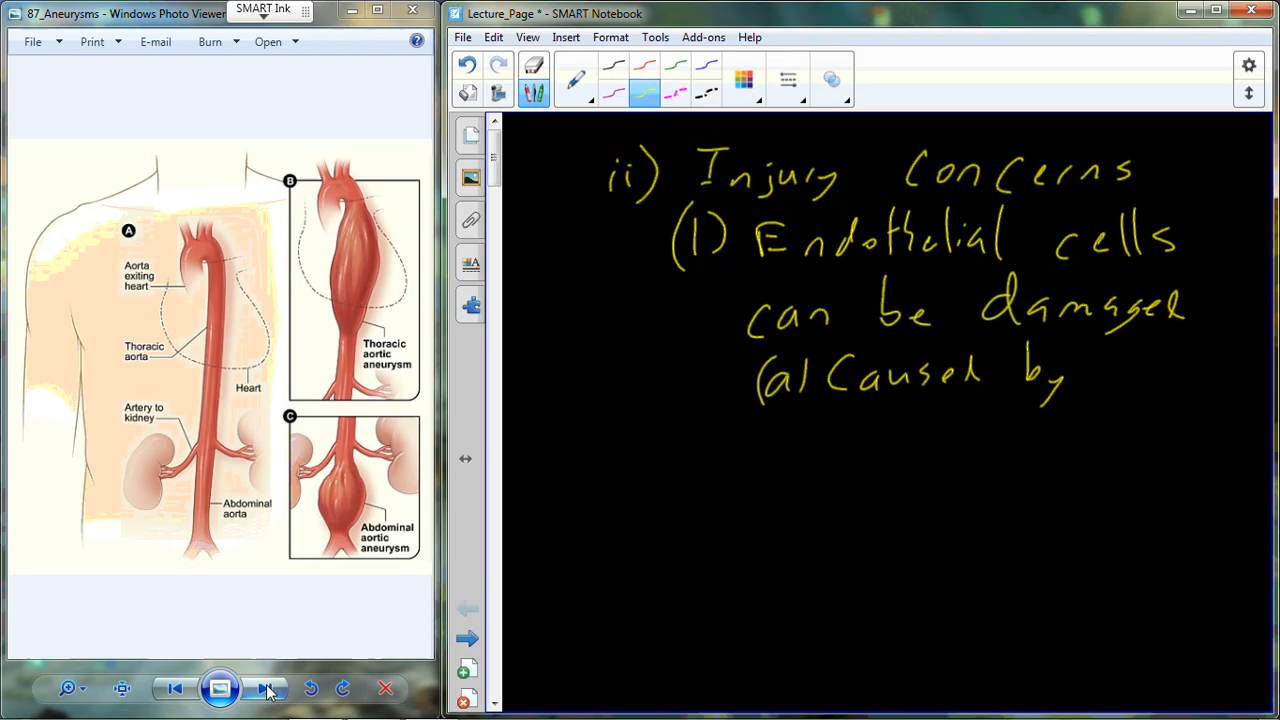 87_Aneurysms - Windows Photo Viewer
SMART Ink
File Print E-mail Burn Open
A
Aorta
exiting
heart
Thoracic
aorta
Heart
Artery to
kidney
Abdominal
aorta
B
Thoracic
aortic
aneurysm
C
Abdominal
aortic
aneurysm
Lecture_Page * - SMART Notebook
File Edit View Insert Format Tools Add-ons Help
ii) Injury concerns
(1) Endothelial cells
can be damaged
(a) Caused by